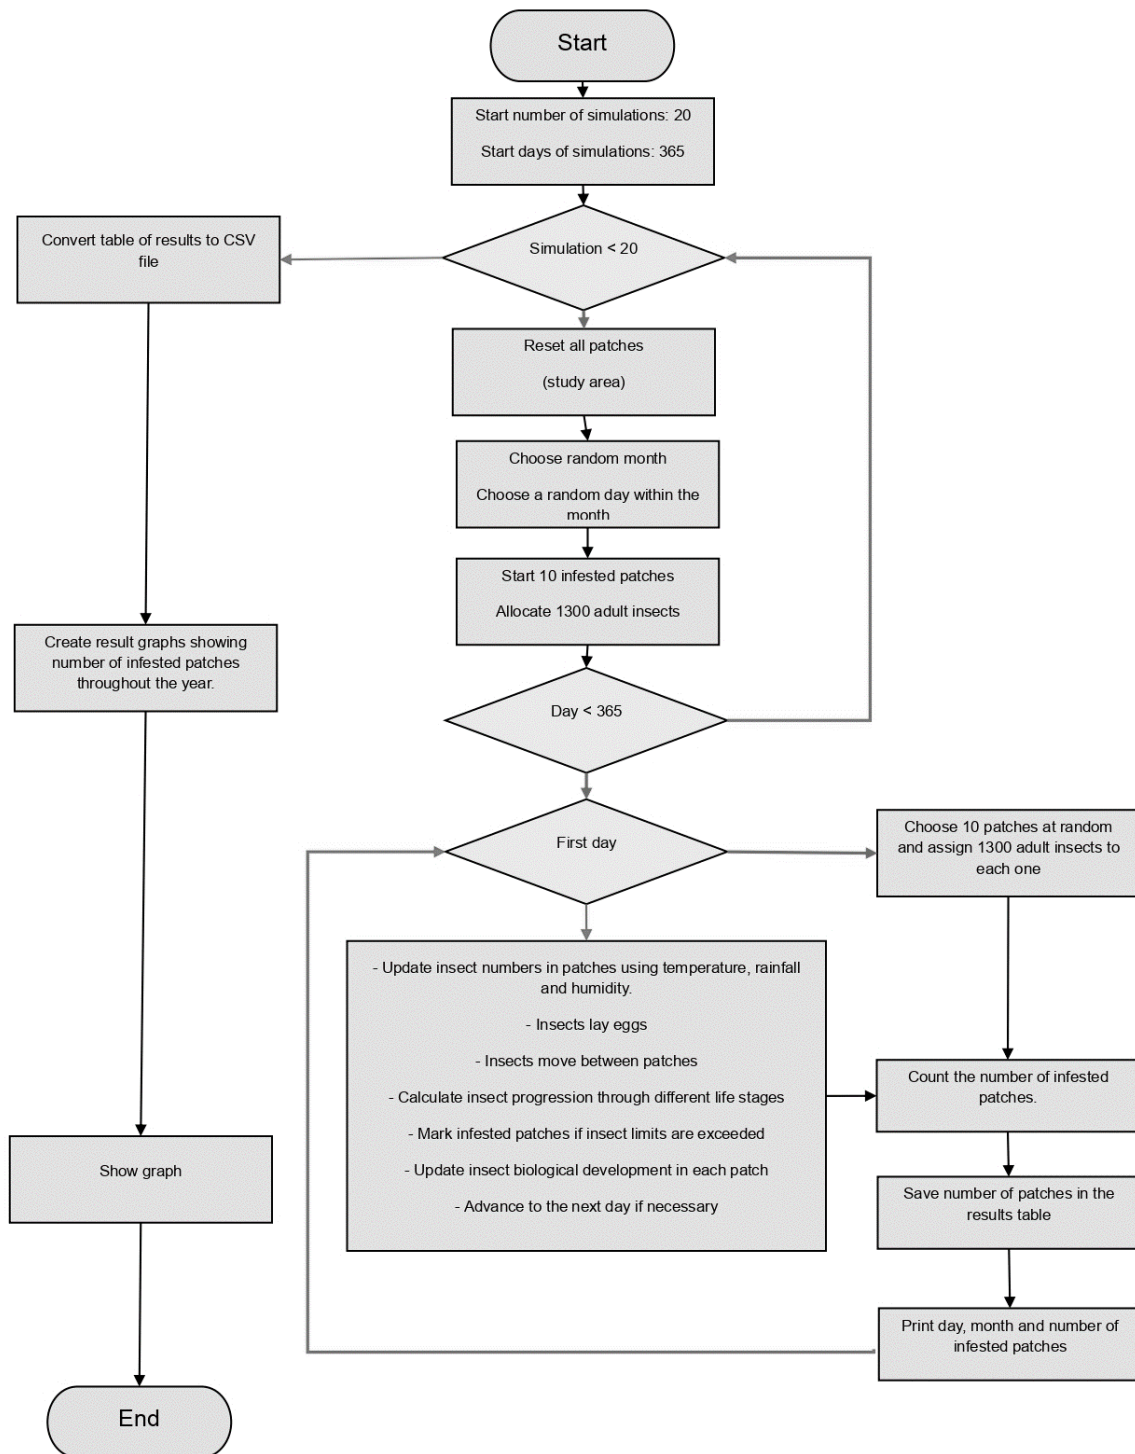 Start
Start number of simulations: 20
Start days of simulations: 365
Simulation < 20
Convert table of results to CSV
file
Reset all patches
(study area)
Choose random month
Choose a random day within the
month
Start 10 infested patches
Allocate 1300 adult insects
Create result graphs showing
number of infested patches
throughout the year.
Day < 365
First day
Choose 10 patches at random
and assign 1300 adult insects to
each one
- Update insect numbers in patches using temperature, rainfall
and humidity.
- Insects lay eggs
- Insects move between patches
- Calculate insect progression through different life stages
- Mark infested patches if insect limits are exceeded
- Update insect biological development in each patch
- Advance to the next day if necessary
Count the number of infested
patches.
Save number of patches in the
results table
Print day, month and number of
infested patches
Show graph
End